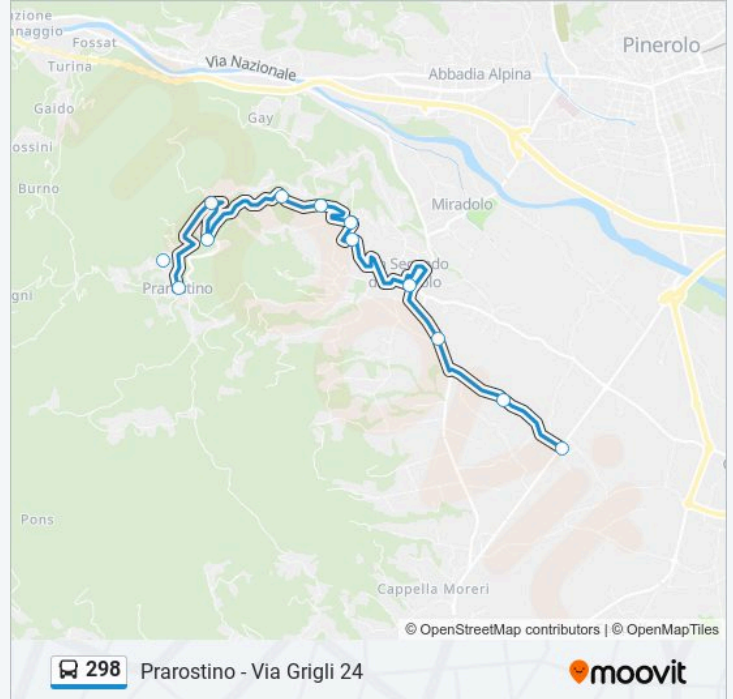 zione
naggio
Fossat
Turina
Via Nazionale
Pinerolo
Abbadia Alpina
Gaido
Gay
ossini
Burno
Miradolo
gni
Prarostino
Pons
Cappella Moreri
© OpenStreetMap contributors | © OpenMapTiles
298 Prarostino - Via Grigli 24 moovit